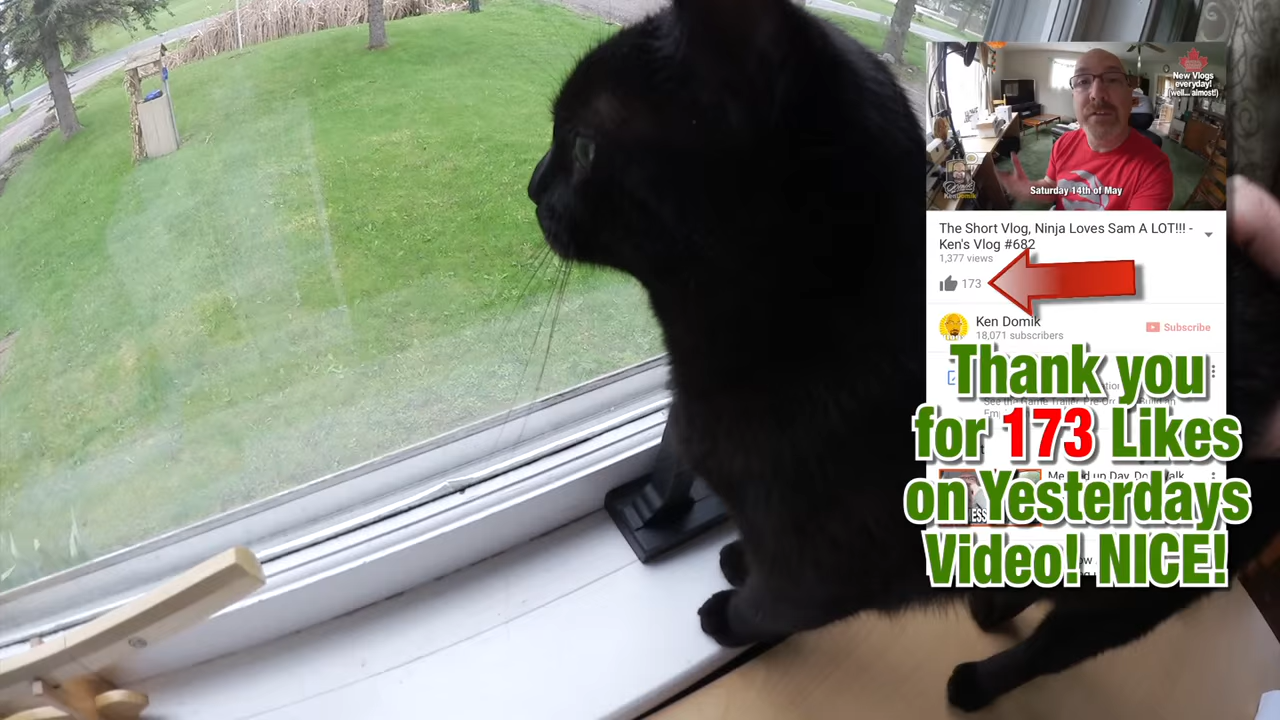 New Vlogs
everyday!
(well... almost!)
Saturday 14th of May
The Short Vlog, Ninja Loves Sam A LOT!!! -
Ken's Vlog #682
1,377 views
173
Ken Domik
18,071 subscribers
Subscribe
Thank you
for 173 Likes
on Yesterdays
Video! NICE!